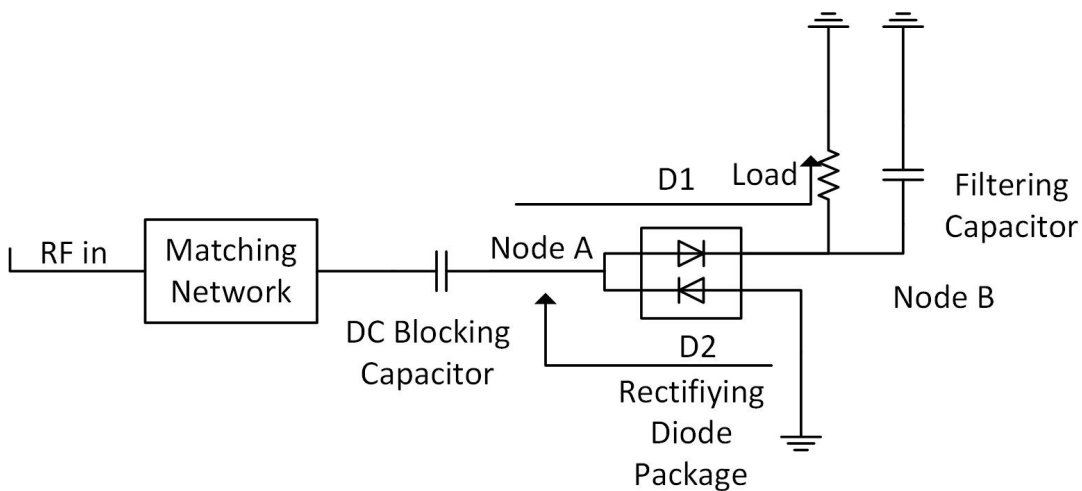 RF in
Matching
Network
DC Blocking
Capacitor
Node A
D1
Load
Filtering
Capacitor
Node B
D2
Rectifiying
Diode
Package